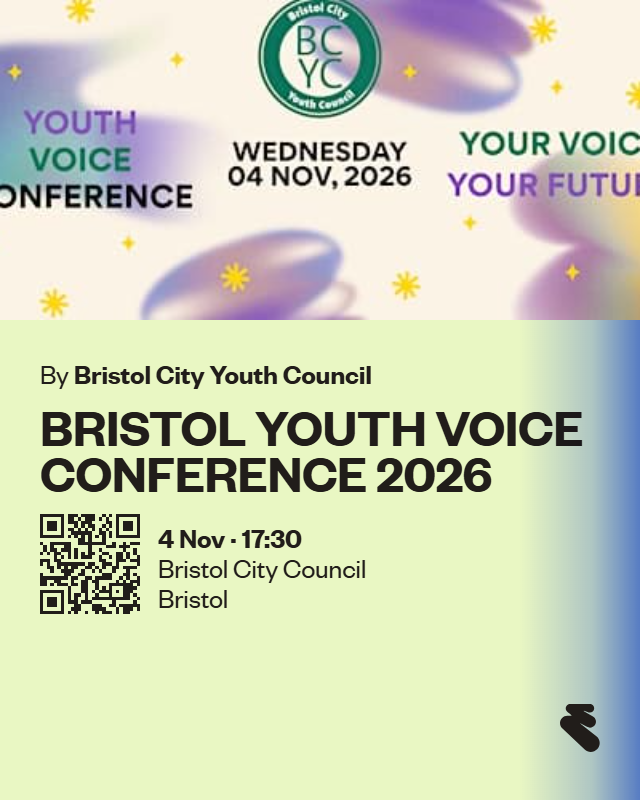 Bristol City
BC
YC
Youth Council
YOUTH
VOICE
ONFERENCE
WEDNESDAY
04 NOV, 2026
YOUR VOIC
YOUR FUTU
By Bristol City Youth Council
BRISTOL YOUTH VOICE
CONFERENCE 2026
4 Nov · 17:30
Bristol City Council
Bristol